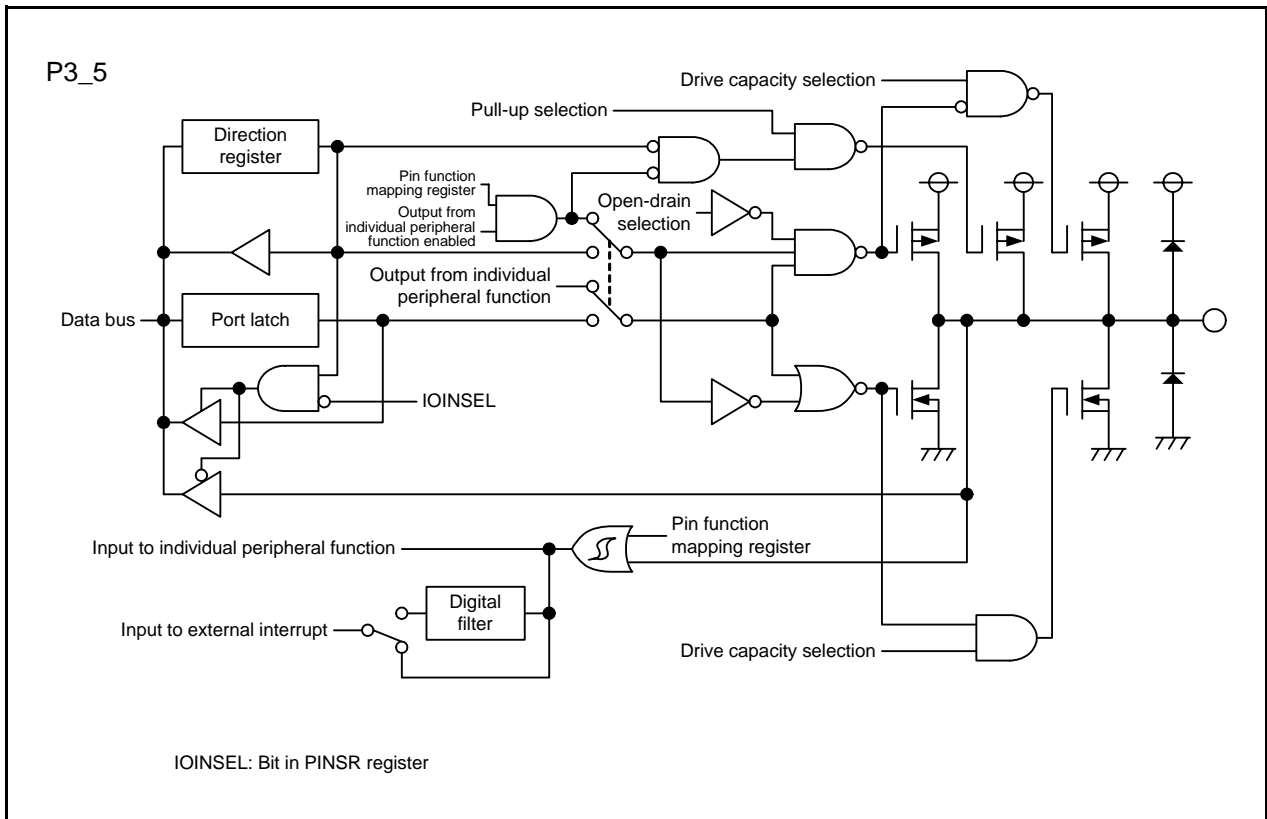 P3_5
Drive capacity selection
Pull-up selection
Direction
register
Pin function
mapping register
Output from
individual peripheral
function enabled
Open-drain
selection
Output from individual
peripheral function
Data bus
Port latch
IOINSEL
Pin function
mapping register
Input to individual peripheral function
Digital
filter
Input to external interrupt
Drive capacity selection
IOINSEL: Bit in PINSR register